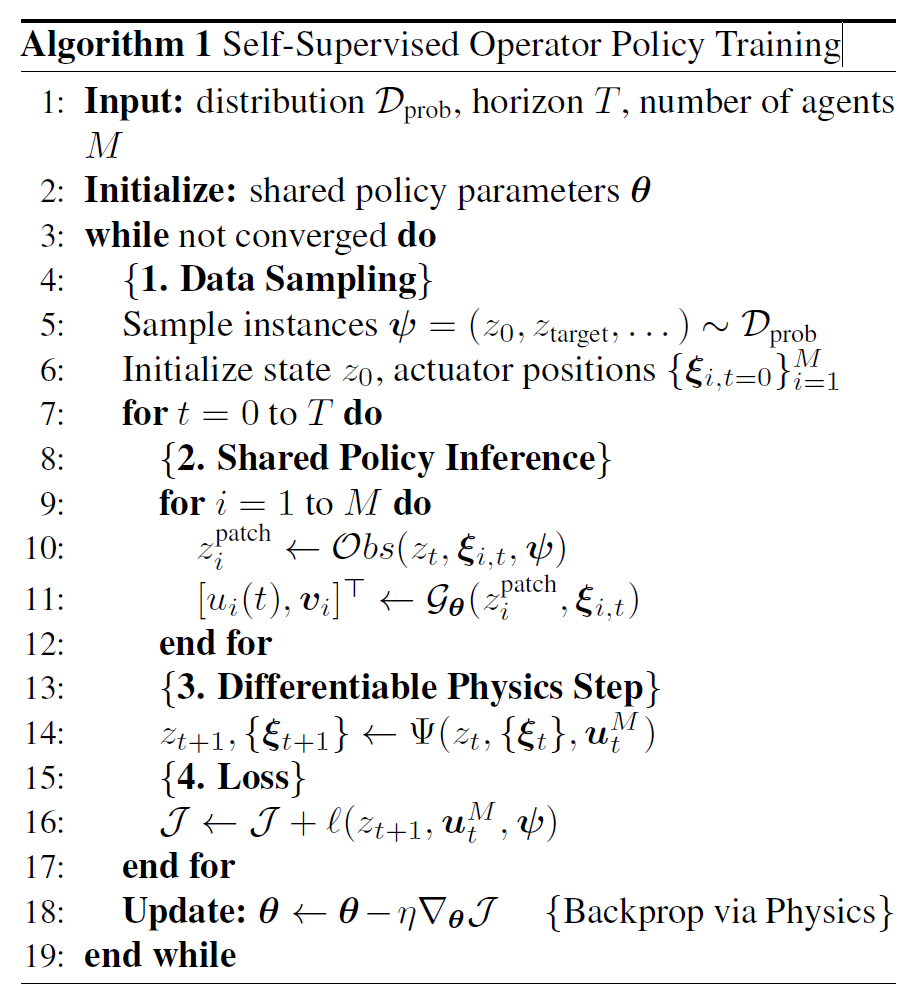 Algorithm 1 Self-Supervised Operator Policy Training
1: Input: distribution 𝒟_prob, horizon T, number of agents
M
2: Initialize: shared policy parameters θ
3: while not converged do
4: {1. Data Sampling}
5: Sample instances ψ = (z_0, z_target, . . . ) ∼ 𝒟_prob
6: Initialize state z_0, actuator positions {ξ_{i,t=0}}_{i=1}^M
7: for t = 0 to T do
8: {2. Shared Policy Inference}
9: for i = 1 to M do
10: z_i^patch ← 𝒪bs(z_t, ξ_{i,t}, ψ)
11: [u_i(t), v_i]^⊤ ← 𝒢_θ(z_i^patch, ξ_{i,t})
12: end for
13: {3. Differentiable Physics Step}
14: z_{t+1}, {ξ_{t+1}} ← Ψ(z_t, {ξ_t}, u_t^M)
15: {4. Loss}
16: 𝒥 ← 𝒥 + ℓ(z_{t+1}, u_t^M, ψ)
17: end for
18: Update: θ ← θ − η∇_θ𝒥 {Backprop via Physics}
19: end while